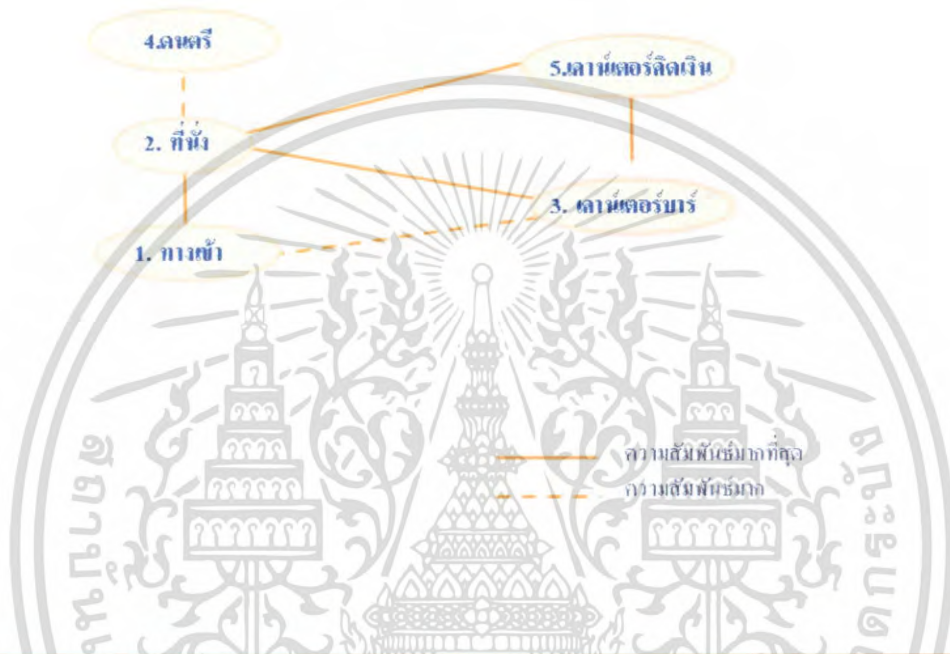 4.ดนตรี
5.เคาน์เตอร์คิดเงิน
2. ที่นั่ง
3. เคาน์เตอร์บาร์
1. ทางเข้า
ความสัมพันธ์มากที่สุด
ความสัมพันธ์มาก